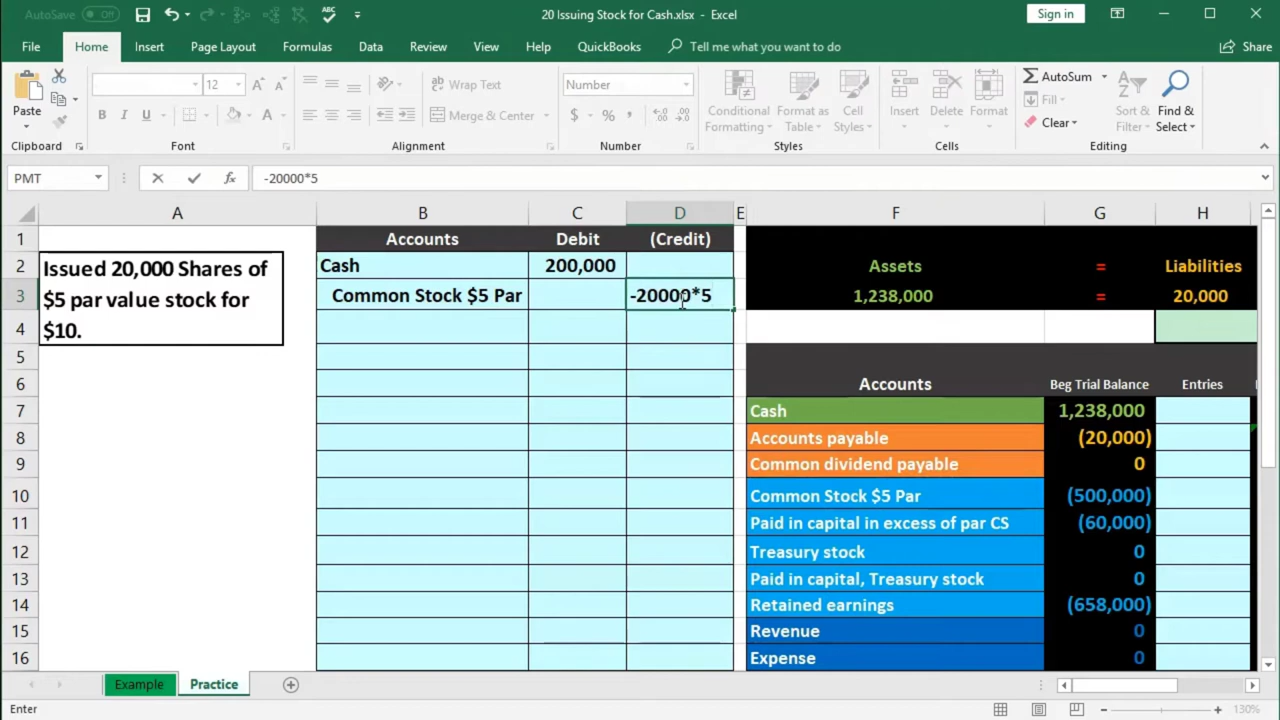 AutoSave Off 20 Issuing Stock for Cash.xlsx - Excel Sign in
File Home Insert Page Layout Formulas Data Review View Help QuickBooks Tell me what you want to do Share
Paste 12 Wrap Text Number Conditional Formatting Format as Table Cell Styles Insert Delete Format AutoSum Sort & Filter Find & Select
B I U Merge & Center $ % Fill Clear
Clipboard Font Alignment Number Styles Cells Editing
PMT fx -20000*5
A B C D E F G H
1 Accounts Debit (Credit)
2 Issued 20,000 Shares of Cash 200,000 Assets = Liabilities
3 $5 par value stock for Common Stock $5 Par -20000*5 1,238,000 = 20,000
4 $10.
5
6 Accounts Beg Trial Balance Entries
7 Cash 1,238,000
8 Accounts payable (20,000)
9 Common dividend payable 0
10 Common Stock $5 Par (500,000)
11 Paid in capital in excess of par CS (60,000)
12 Treasury stock 0
13 Paid in capital, Treasury stock 0
14 Retained earnings (658,000)
15 Revenue 0
16 Expense 0
Example Practice
Enter 130%